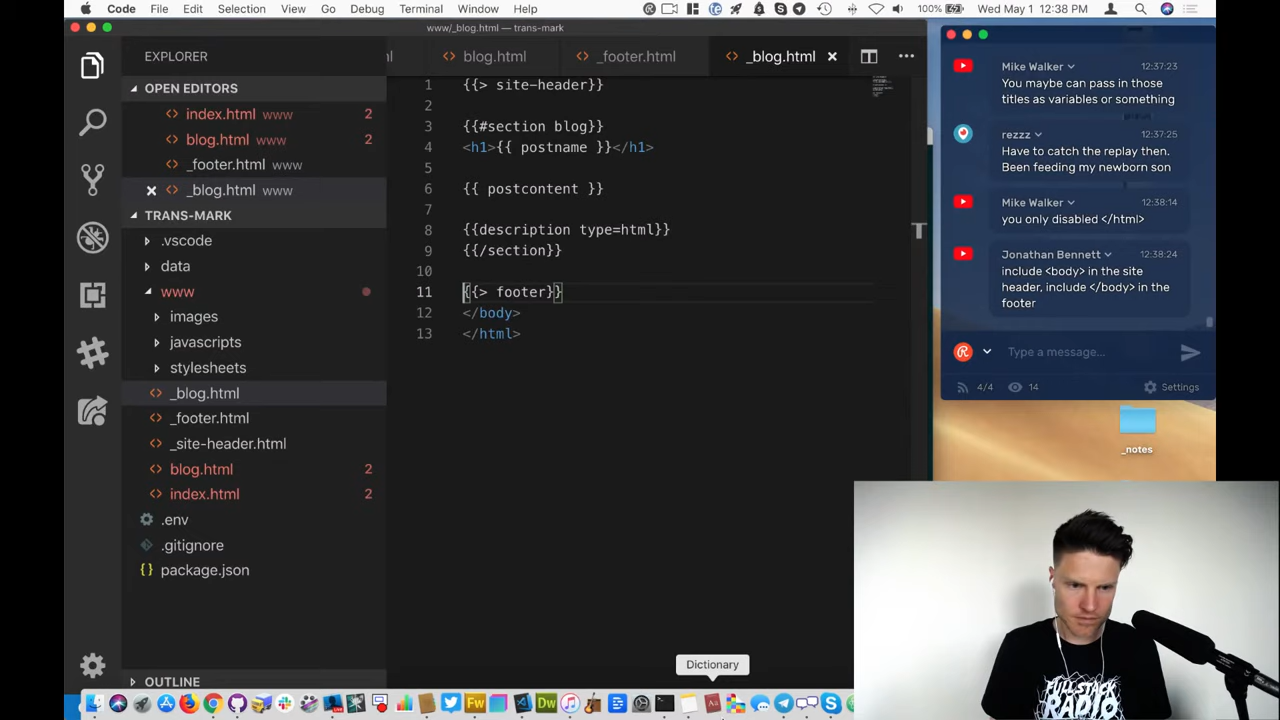 Code File Edit Selection View Go Debug Terminal Window Help 100% Wed May 1 12:38 PM
www/_blog.html — trans-mark
EXPLORER
OPEN EDITORS
index.html www 2
blog.html www 2
_footer.html www
_blog.html www
TRANS-MARK
.vscode
data
www
images
javascripts
stylesheets
_blog.html
_footer.html
_site-header.html
blog.html 2
index.html 2
.env
.gitignore
package.json
OUTLINE
blog.html _footer.html _blog.html
1 {{> site-header}}
2
3 {{#section blog}}
4 <h1>{{ postname }}</h1>
5
6 {{ postcontent }}
7
8 {{description type=html}}
9 {{/section}}
10
11 {{> footer}}
12 </body>
13 </html>
Mike Walker 12:37:23
You maybe can pass in those
titles as variables or something
rezzz 12:37:25
Have to catch the replay then.
Been feeding my newborn son
Mike Walker 12:38:14
you only disabled </html>
Jonathan Bennett 12:38:24
include <body> in the site
header, include </body> in the
footer
Type a message...
4/4 14 Settings
_notes
Dictionary
Fw
Dw
FULL STACK
RADIO